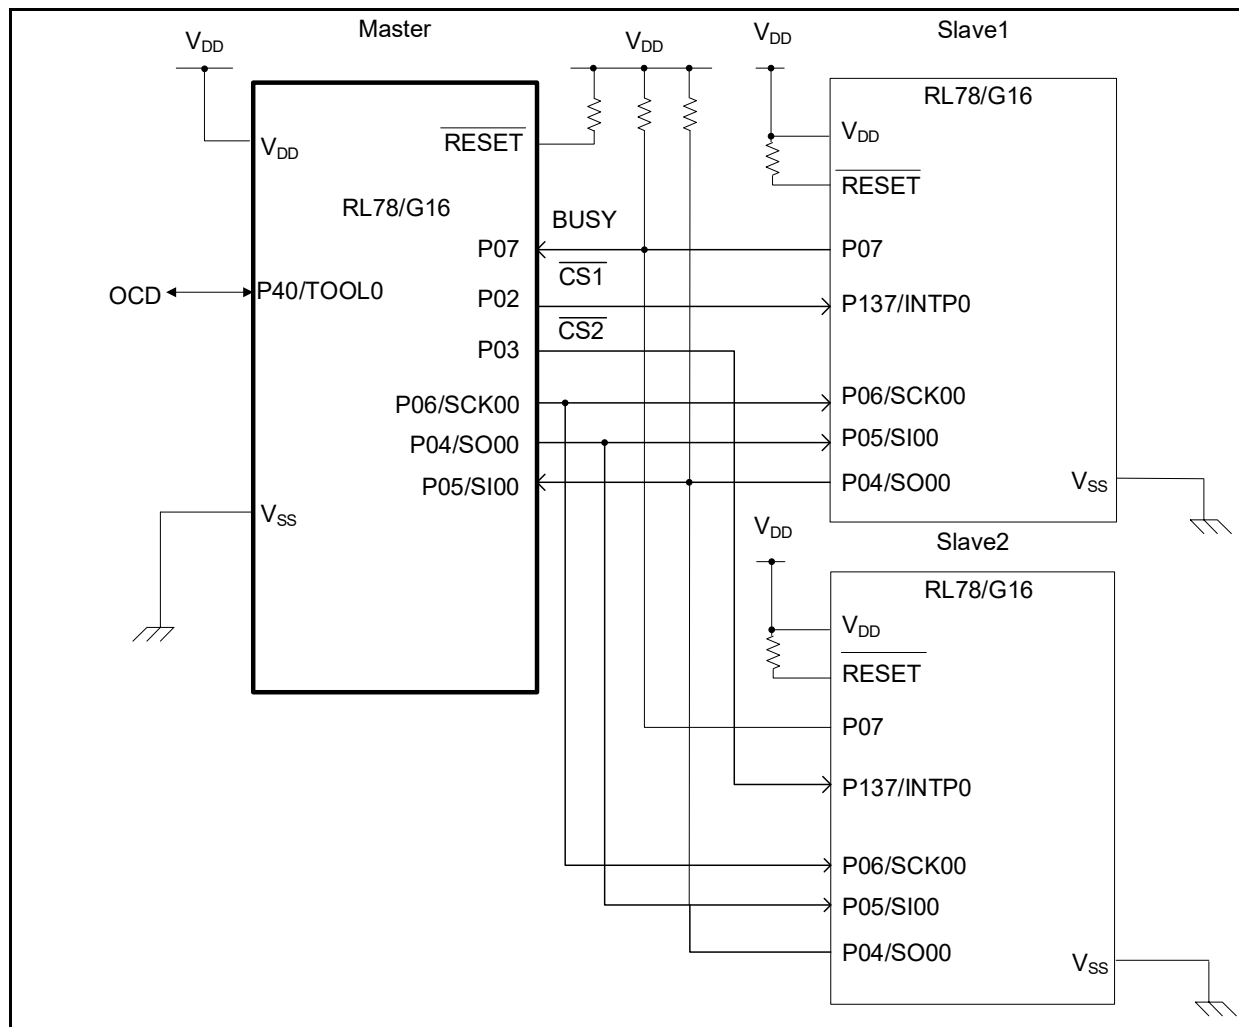 Master
Slave1
VDD
VDD
VDD
RL78/G16
VDD
RESET
VDD
RESET
RL78/G16
BUSY
P07
P07
CS1
OCD
P40/TOOL0
P02
P137/INTP0
CS2
P03
P06/SCK00
P06/SCK00
P04/SO00
P05/SI00
P05/SI00
P04/SO00
VSS
VSS
VDD
Slave2
RL78/G16
VDD
RESET
P07
P137/INTP0
P06/SCK00
P05/SI00
P04/SO00
VSS